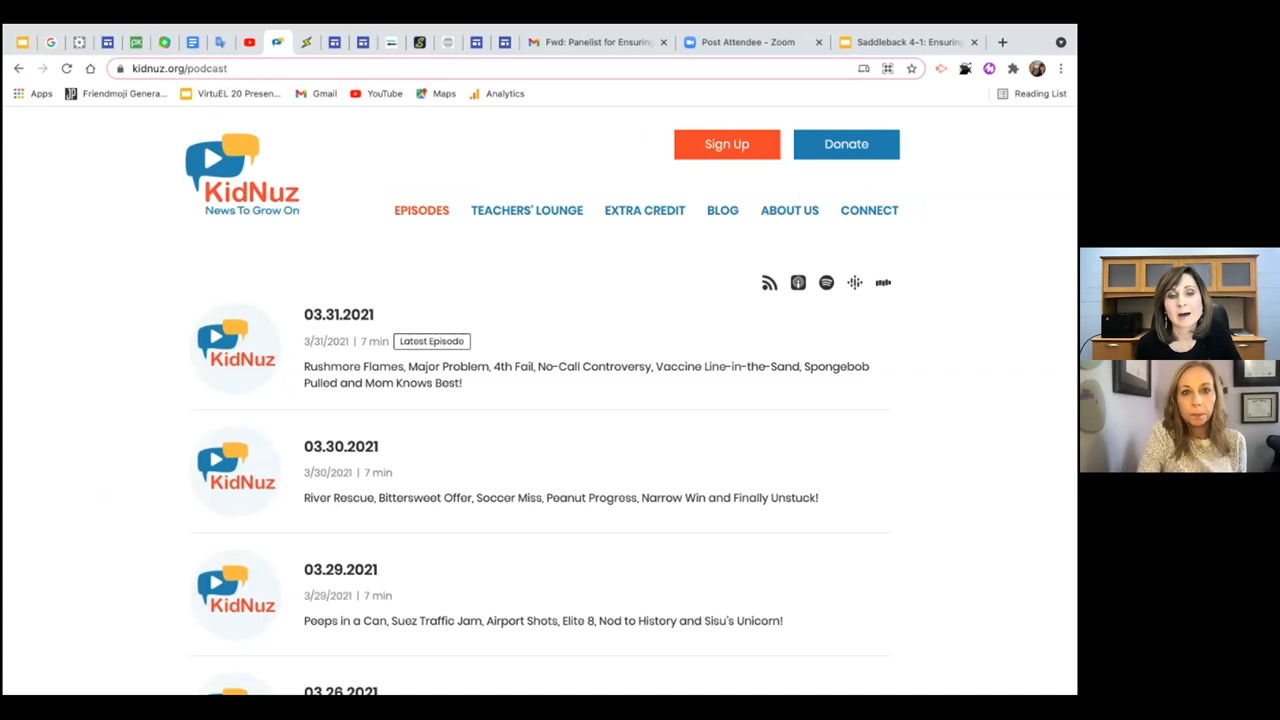 Fwd: Panelist for Ensuring
Post Attendee - Zoom
Saddleback 4-1: Ensuring
kidnuz.org/podcast
Apps
Friendmoji Genera...
VirtuEL 20 Presen...
Gmail
YouTube
Maps
Analytics
Reading List
Sign Up
Donate
KidNuz
News To Grow On
EPISODES
TEACHERS' LOUNGE
EXTRA CREDIT
BLOG
ABOUT US
CONNECT
KidNuz
03.31.2021
3/31/2021 | 7 min
Latest Episode
Rushmore Flames, Major Problem, 4th Fail, No-Call Controversy, Vaccine Line-in-the-Sand, Spongebob
Pulled and Mom Knows Best!
KidNuz
03.30.2021
3/30/2021 | 7 min
River Rescue, Bittersweet Offer, Soccer Miss, Peanut Progress, Narrow Win and Finally Unstuck!
KidNuz
03.29.2021
3/29/2021 | 7 min
Peeps in a Can, Suez Traffic Jam, Airport Shots, Elite 8, Nod to History and Sisu's Unicorn!
03.26.2021